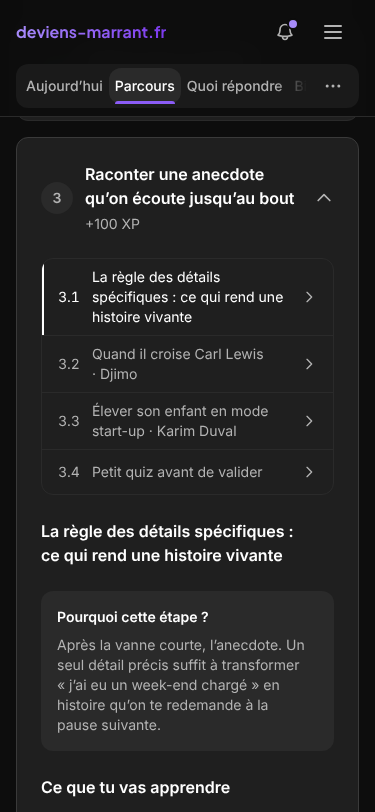 deviens-marrant.fr
Aujourd’hui Parcours Quoi répondre
3
Raconter une anecdote
qu’on écoute jusqu’au bout
+100 XP
3.1
La règle des détails
spécifiques : ce qui rend une
histoire vivante
3.2
Quand il croise Carl Lewis
· Djimo
3.3
Élever son enfant en mode
start-up · Karim Duval
3.4 Petit quiz avant de valider
La règle des détails spécifiques :
ce qui rend une histoire vivante
Pourquoi cette étape ?
Après la vanne courte, l’anecdote. Un
seul détail précis suffit à transformer
« j’ai eu un week-end chargé » en
histoire qu’on te redemande à la
pause suivante.
Ce que tu vas apprendre